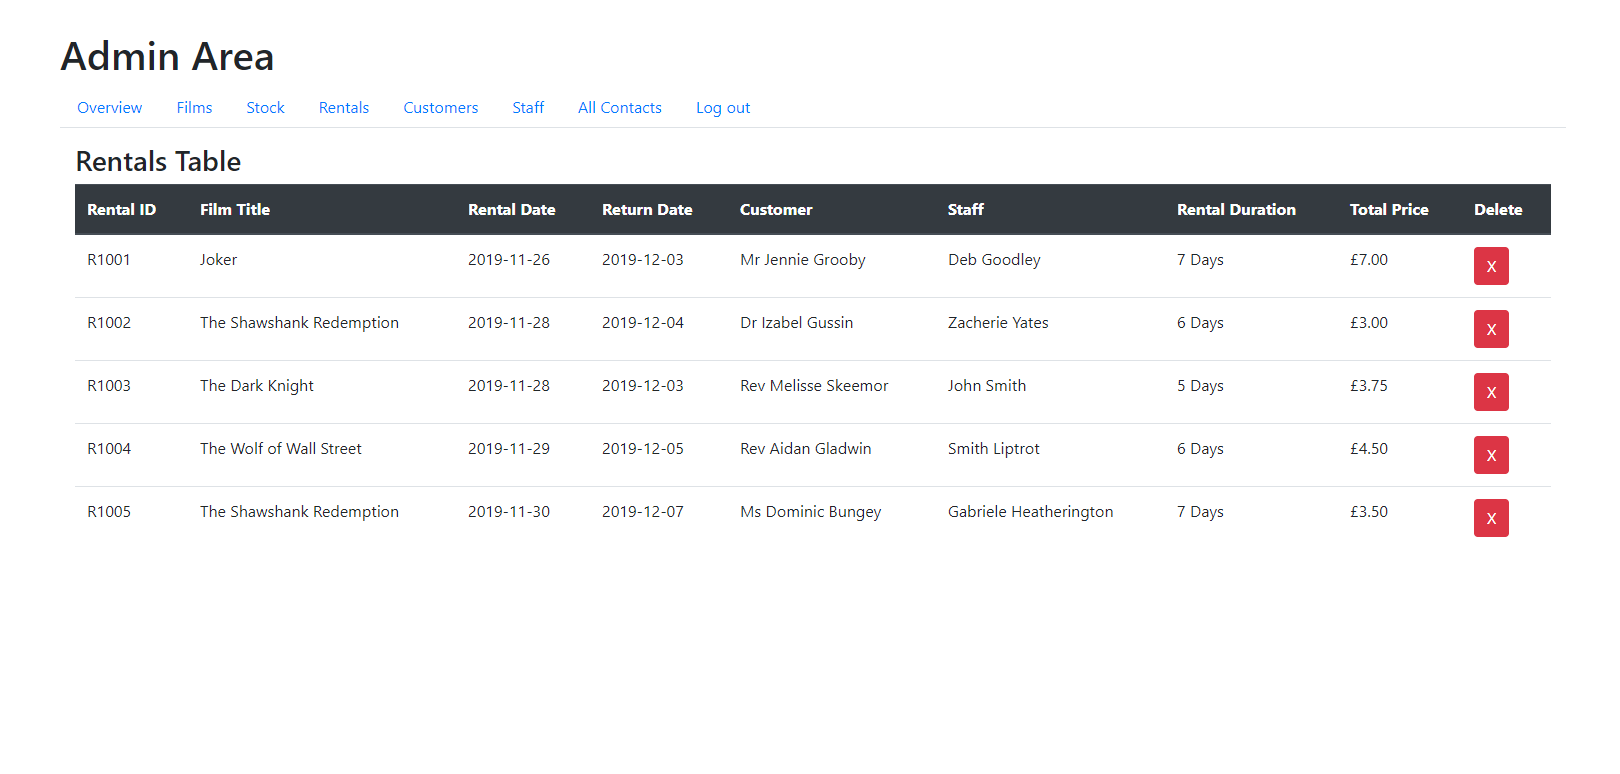 Admin Area
Overview Films Stock Rentals Customers Staff All Contacts Log out
Rentals Table
Rental ID Film Title Rental Date Return Date Customer Staff Rental Duration Total Price Delete
R1001 Joker 2019-11-26 2019-12-03 Mr Jennie Grooby Deb Goodley 7 Days £7.00 X
R1002 The Shawshank Redemption 2019-11-28 2019-12-04 Dr Izabel Gussin Zacherie Yates 6 Days £3.00 X
R1003 The Dark Knight 2019-11-28 2019-12-03 Rev Melisse Skeemor John Smith 5 Days £3.75 X
R1004 The Wolf of Wall Street 2019-11-29 2019-12-05 Rev Aidan Gladwin Smith Liptrot 6 Days £4.50 X
R1005 The Shawshank Redemption 2019-11-30 2019-12-07 Ms Dominic Bungey Gabriele Heatherington 7 Days £3.50 X